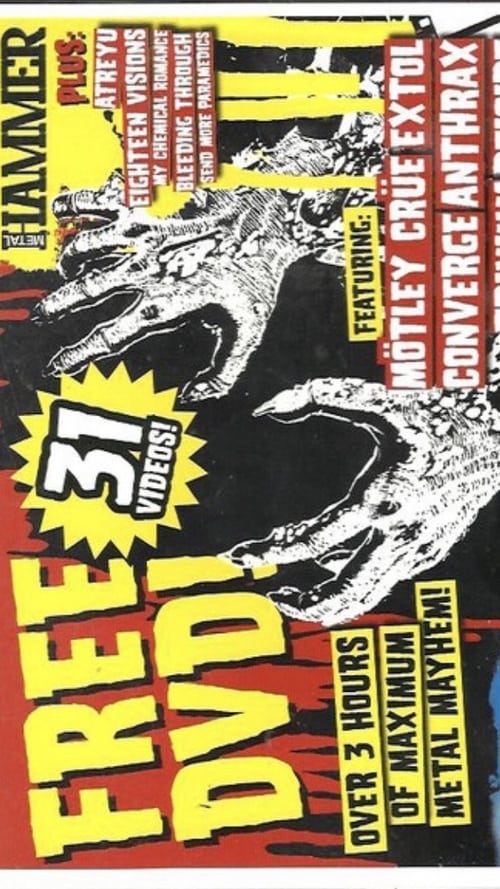 FREE
DVD!
31
VIDEOS!
METAL
HAMMER
PLUS:
ATREYU
EIGHTEEN VISIONS
MY CHEMICAL ROMANCE
BLEEDING THROUGH
SEND MORE PARAMEDICS
OVER 3 HOURS
OF MAXIMUM
METAL MAYHEM!
FEATURING:
MÖTLEY CRÜE EXTOL
CONVERGE ANTHRAX